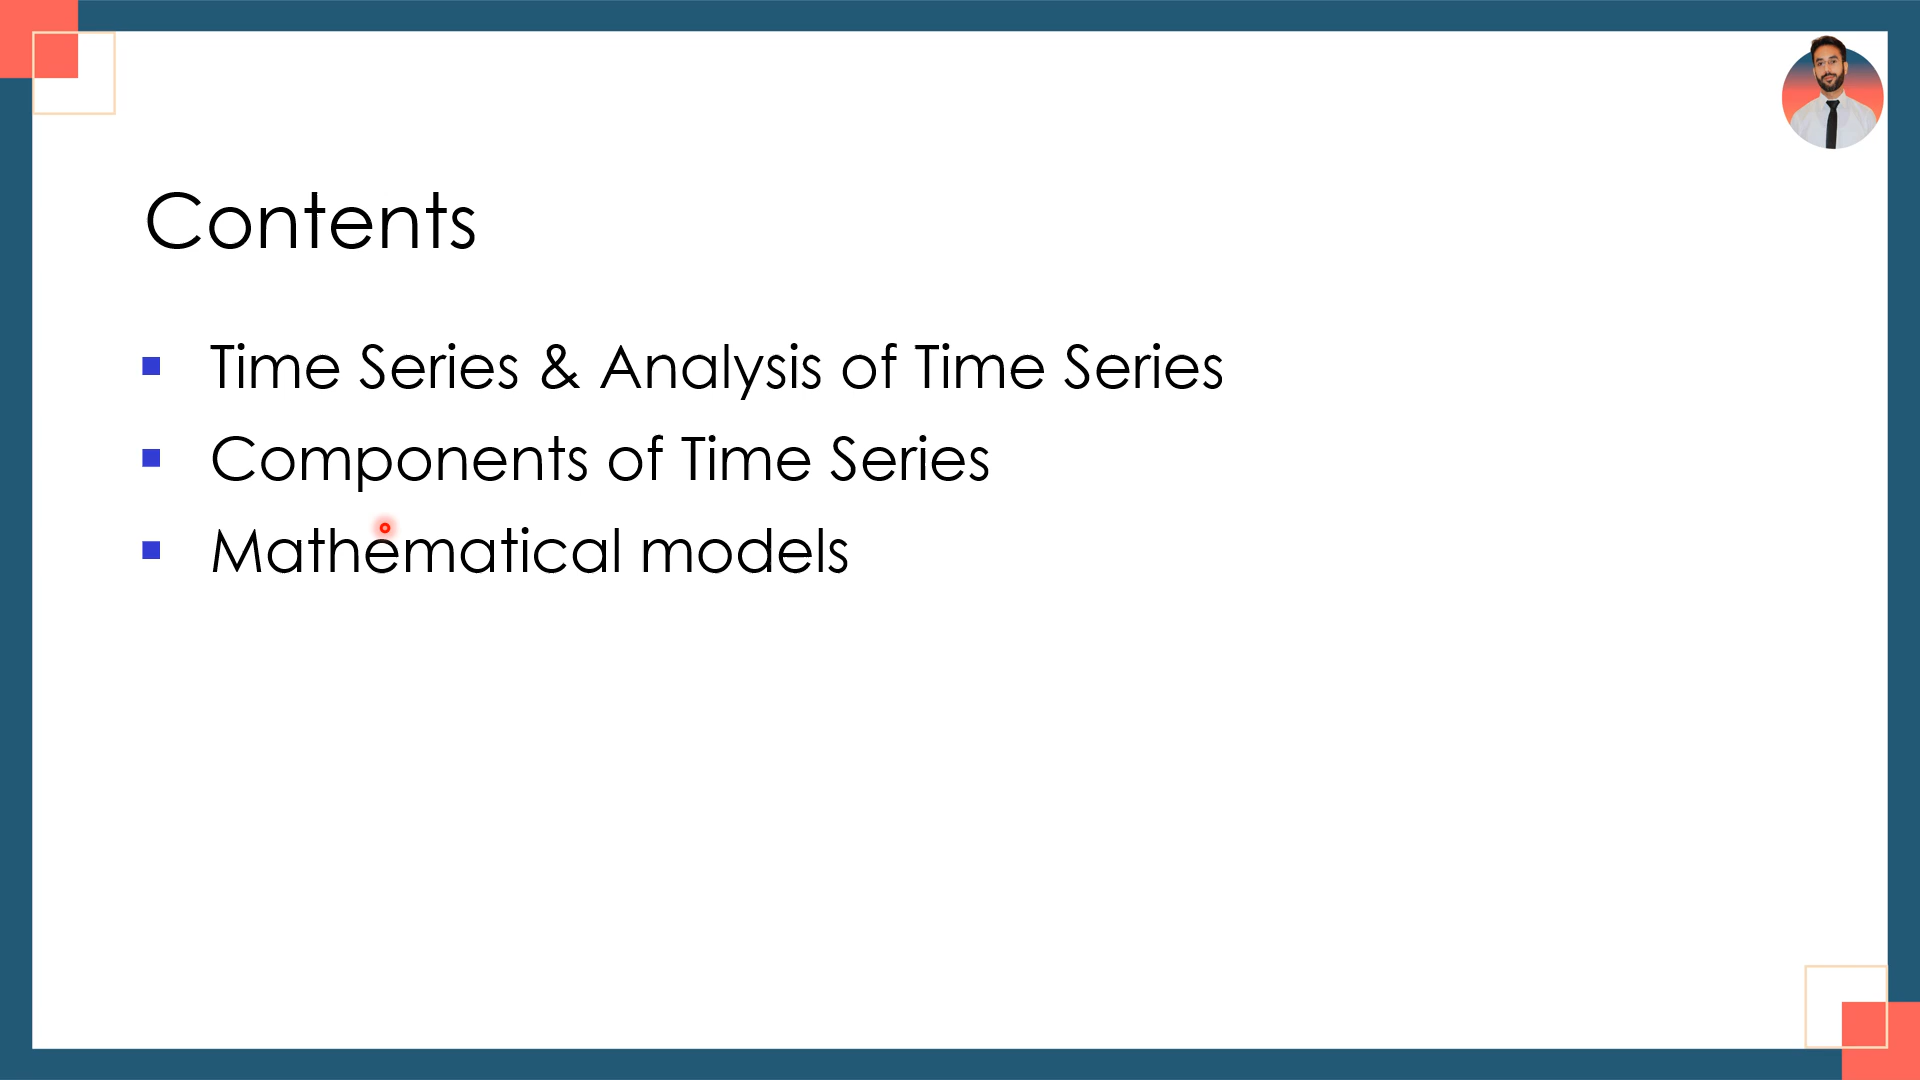 Contents
Time Series & Analysis of Time Series
Components of Time Series
Mathematical models